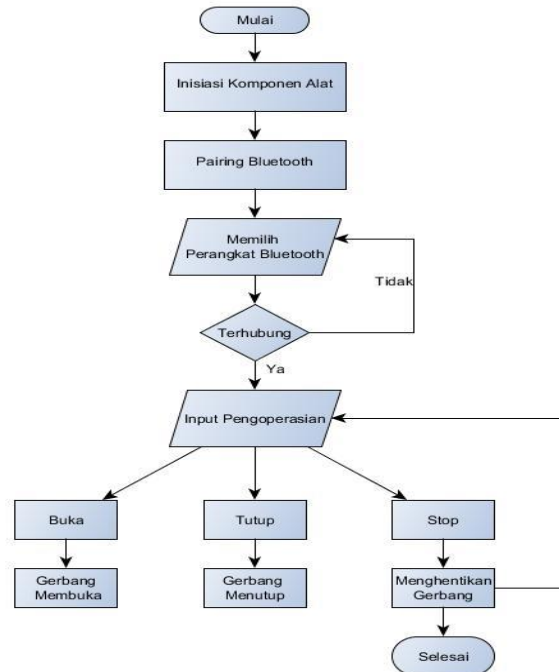 Mulai
Inisiasi Komponen Alat
Pairing Bluetooth
Memilih
Perangkat Bluetooth
Tidak
Terhubung
Ya
Input Pengoperasian
Buka
Tutup
Stop
Gerbang
Membuka
Gerbang
Menutup
Menghentikan
Gerbang
Selesai